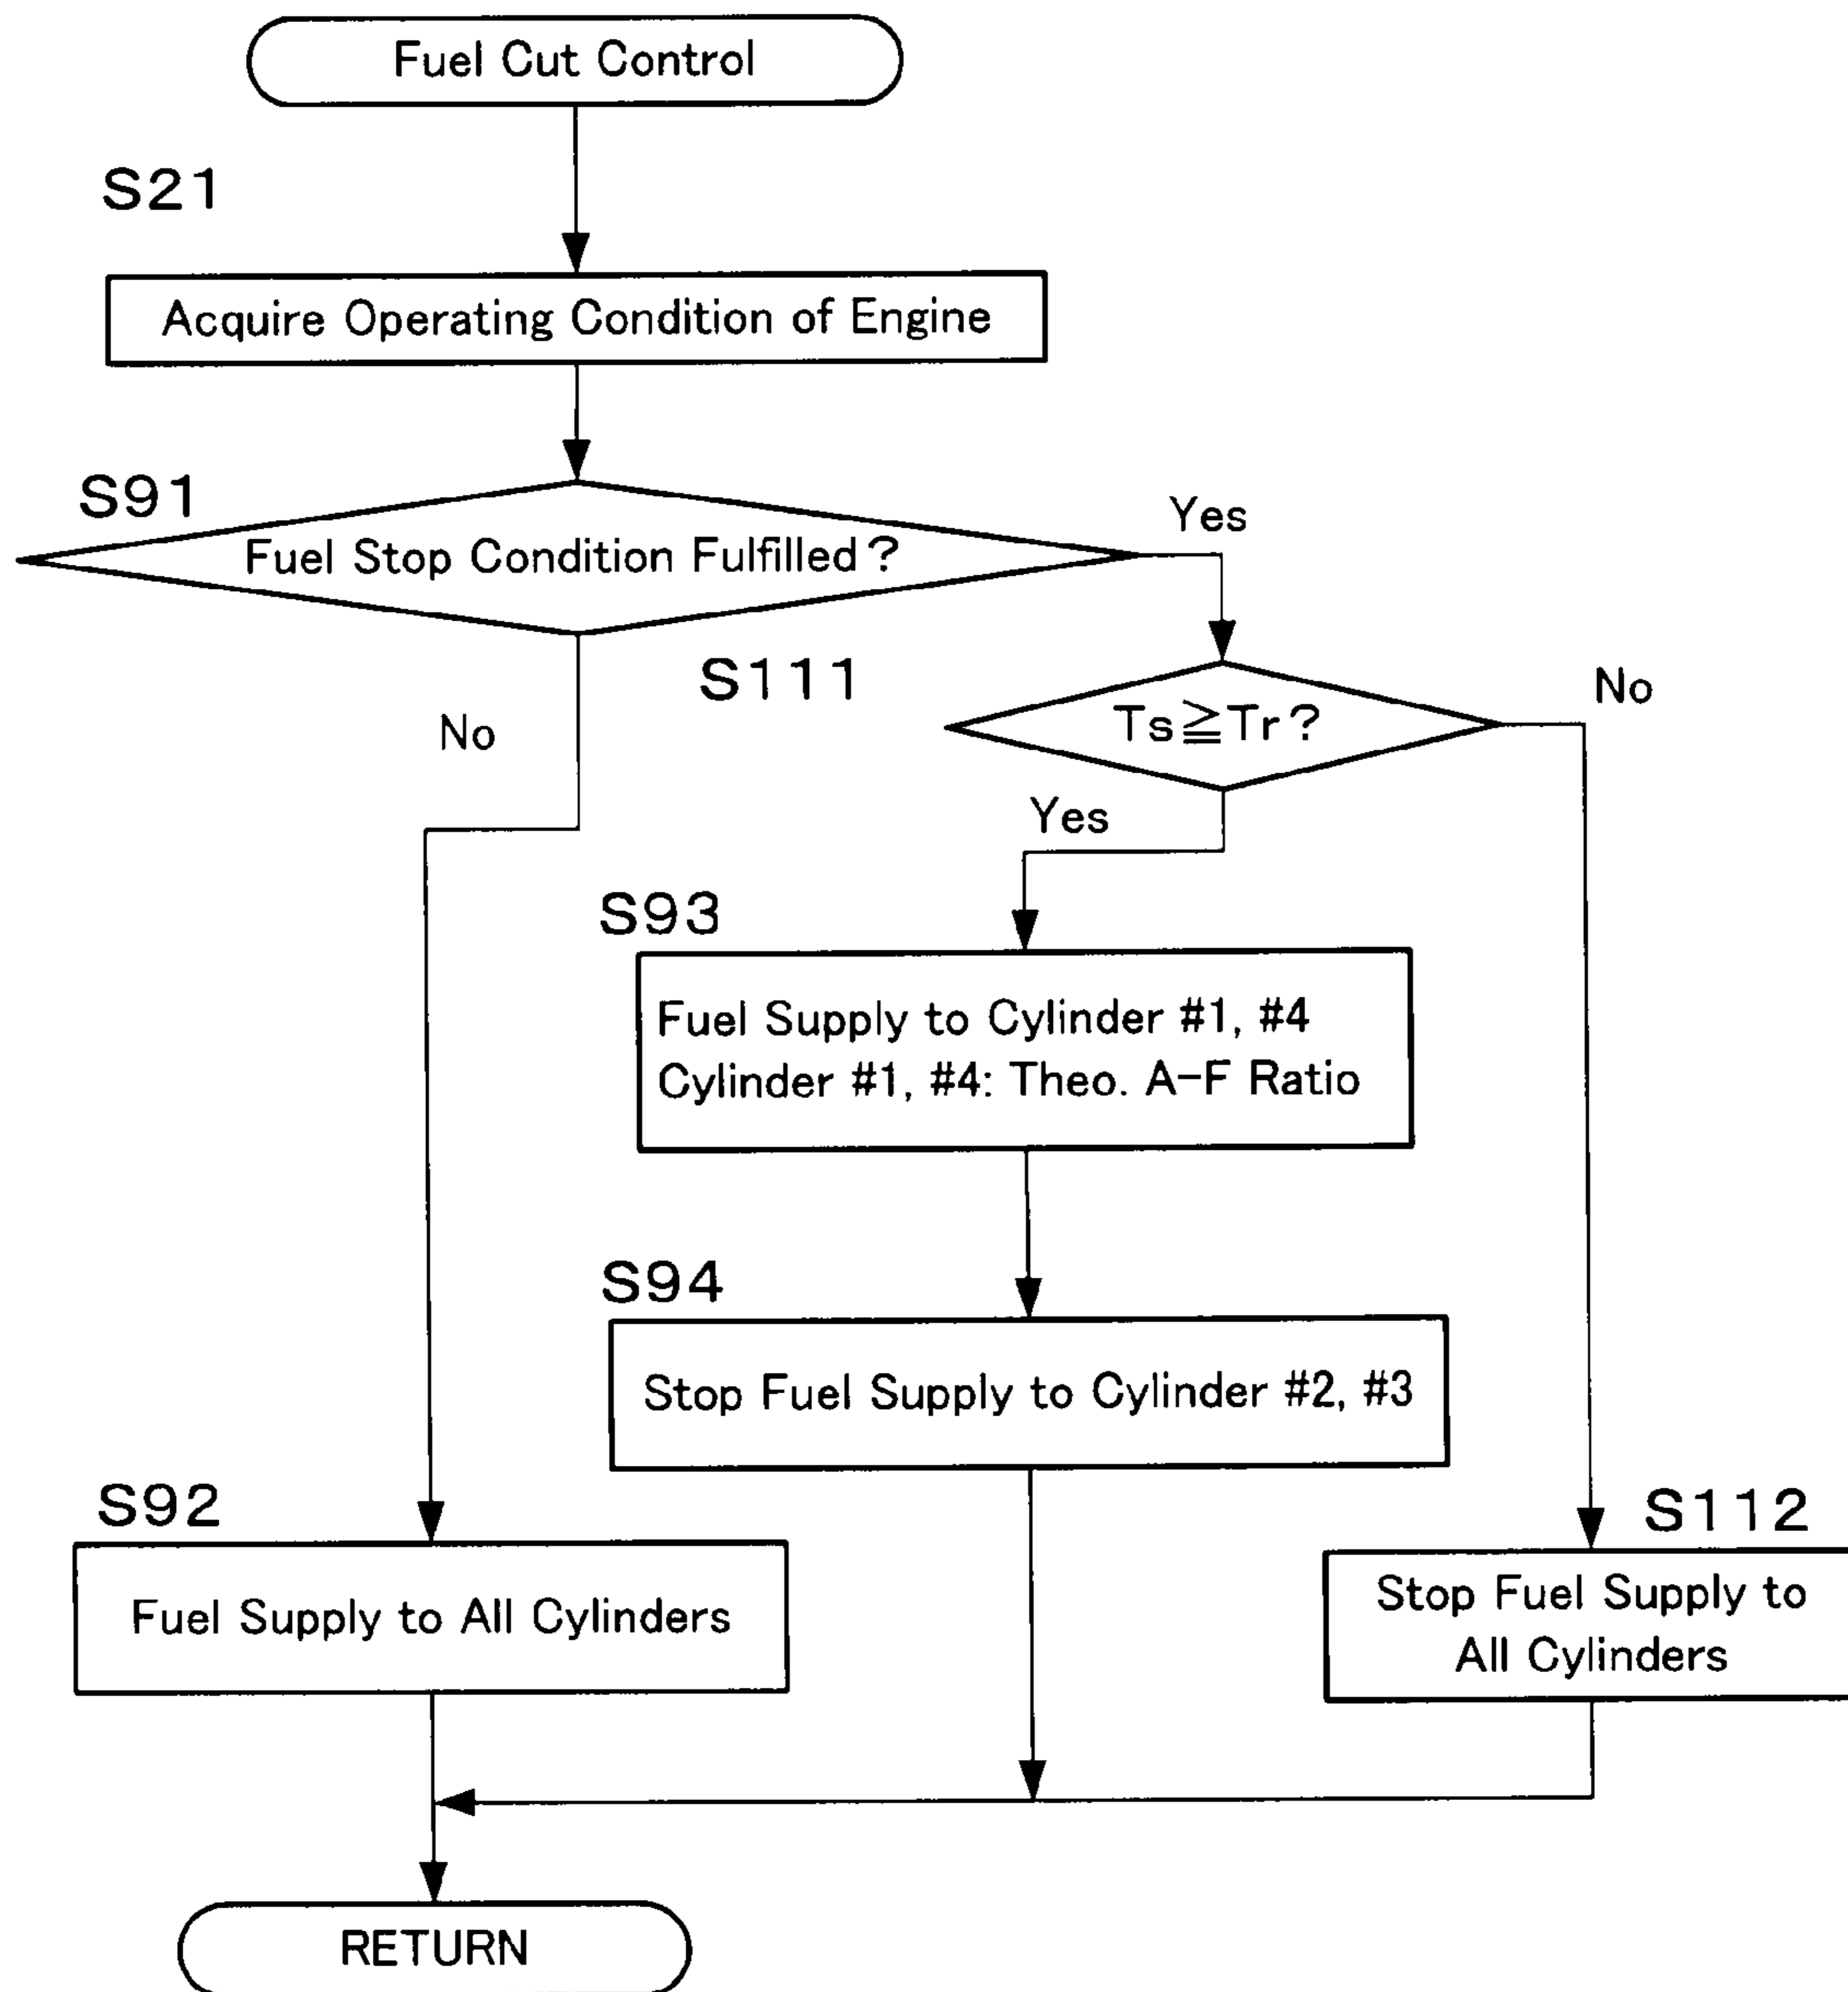 Fuel Cut Control
S21
Acquire Operating Condition of Engine
S91
Fuel Stop Condition Fulfilled?
Yes
No
S111
Ts≧Tr?
No
Yes
S93
Fuel Supply to Cylinder #1, #4
Cylinder #1, #4: Theo. A-F Ratio
S94
Stop Fuel Supply to Cylinder #2, #3
S92
Fuel Supply to All Cylinders
S112
Stop Fuel Supply to
All Cylinders
RETURN